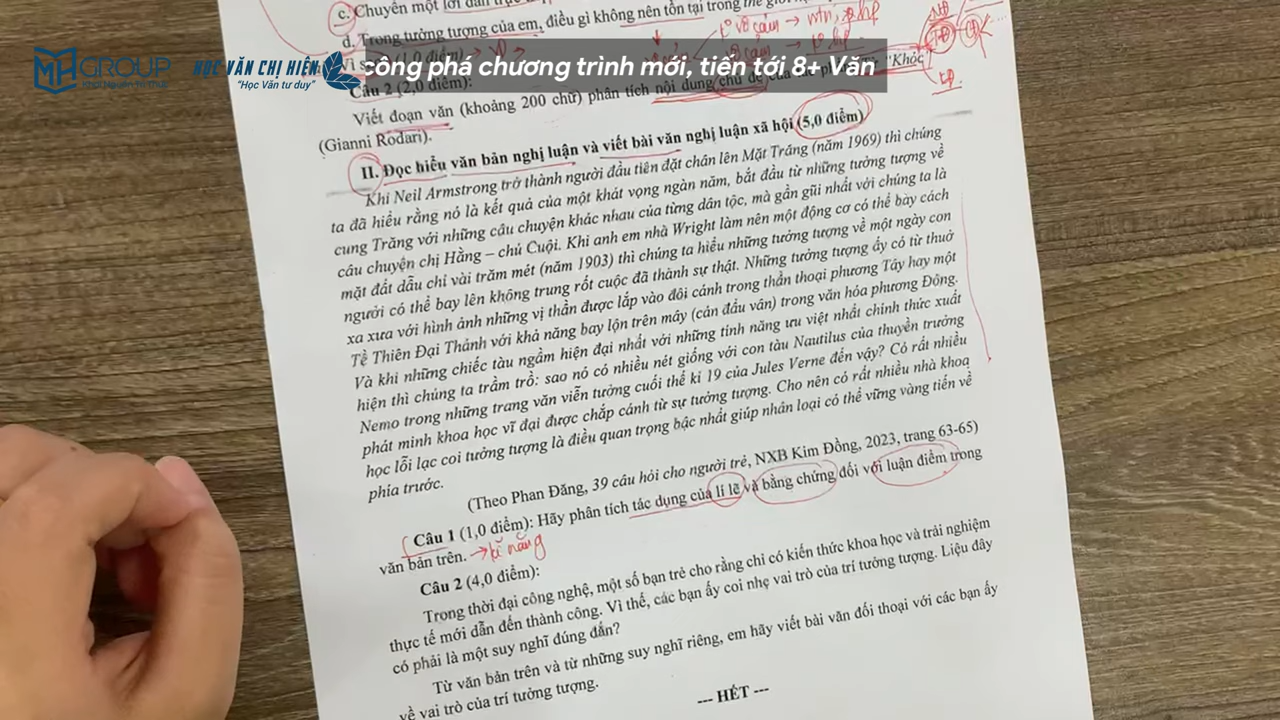 c. Chuyển một lời dẫn trực
d. Trong tưởng tượng của em, điều gì không nên tồn tại trong thế giới
MH GROUP
HỌC VĂN CHỊ HIÊN
"Học Văn tư duy"
công phá chương trình mới, tiến tới 8+ Văn
Câu 2 (2,0 điểm):
Viết đoạn văn (khoảng 200 chữ) phân tích nội dung chủ đề của tác phẩm "Khóc"
(Gianni Rodari).
II. Đọc hiểu văn bản nghị luận và viết bài văn nghị luận xã hội (5,0 điểm)
Khi Neil Armstrong trở thành người đầu tiên đặt chân lên Mặt Trăng (năm 1969) thì chúng
ta đã hiểu rằng nó là kết quả của một khát vọng ngàn năm, bắt đầu từ những tưởng tượng về
cung Trăng với những câu chuyện khác nhau của từng dân tộc, mà gần gũi nhất với chúng ta là
câu chuyện chị Hằng – chú Cuội. Khi anh em nhà Wright làm nên một động cơ có thể bay cách
mặt đất dẫu chỉ vài trăm mét (năm 1903) thì chúng ta hiểu những tưởng tượng về một ngày con
người có thể bay lên không trung rốt cuộc đã thành sự thật. Những tưởng tượng ấy có từ thuở
xa xưa với hình ảnh những vị thần được lắp vào đôi cánh trong thần thoại phương Tây hay một
Tề Thiên Đại Thánh với khả năng bay lộn trên mây (cân đẩu vân) trong văn hóa phương Đông.
Và khi những chiếc tàu ngầm hiện đại nhất với những tính năng ưu việt nhất chính thức xuất
hiện thì chúng ta trầm trồ: sao nó có nhiều nét giống với con tàu Nautilus của thuyền trưởng
Nemo trong những trang văn viễn tưởng cuối thế kỉ 19 của Jules Verne đến vậy? Có rất nhiều
phát minh khoa học vĩ đại được chắp cánh từ sự tưởng tượng. Cho nên có rất nhiều nhà khoa
học lỗi lạc coi tưởng tượng là điều quan trọng bậc nhất giúp nhân loại có thể vững vàng tiến về
phía trước.
(Theo Phan Đăng, 39 câu hỏi cho người trẻ, NXB Kim Đồng, 2023, trang 63-65)
Câu 1 (1,0 điểm): Hãy phân tích tác dụng của lí lẽ và bằng chứng đối với luận điểm trong
văn bản trên. → kĩ năng
Câu 2 (4,0 điểm):
Trong thời đại công nghệ, một số bạn trẻ cho rằng chỉ có kiến thức khoa học và trải nghiệm
thực tế mới dẫn đến thành công. Vì thế, các bạn ấy coi nhẹ vai trò của trí tưởng tượng. Liệu đây
có phải là một suy nghĩ đúng đắn?
Từ văn bản trên và từ những suy nghĩ riêng, em hãy viết bài văn đối thoại với các bạn ấy
về vai trò của trí tưởng tượng.
--- HẾT ---